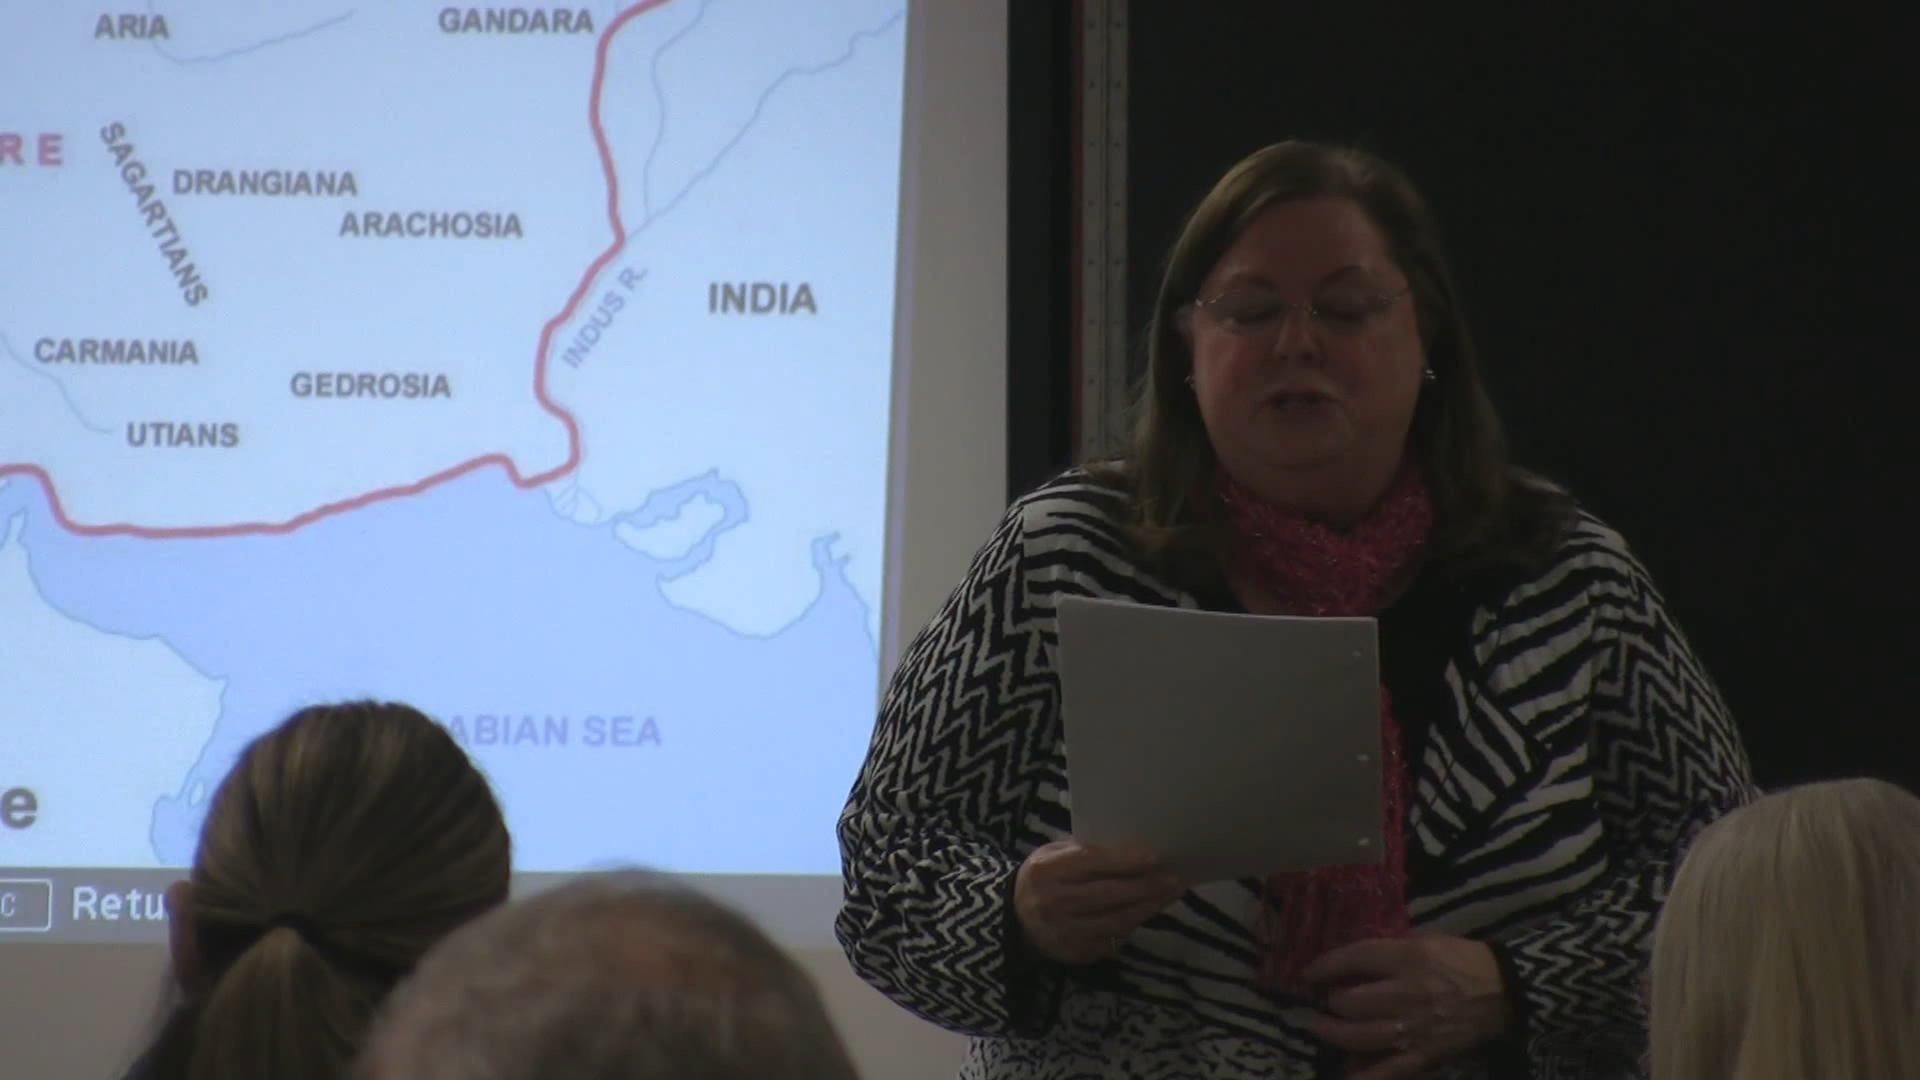 ARIA
GANDARA
RE
SAGARTIANS
DRANGIANA
ARACHOSIA
INDUS R.
INDIA
CARMANIA
GEDROSIA
UTIANS
ABIAN SEA
e
C
Retu